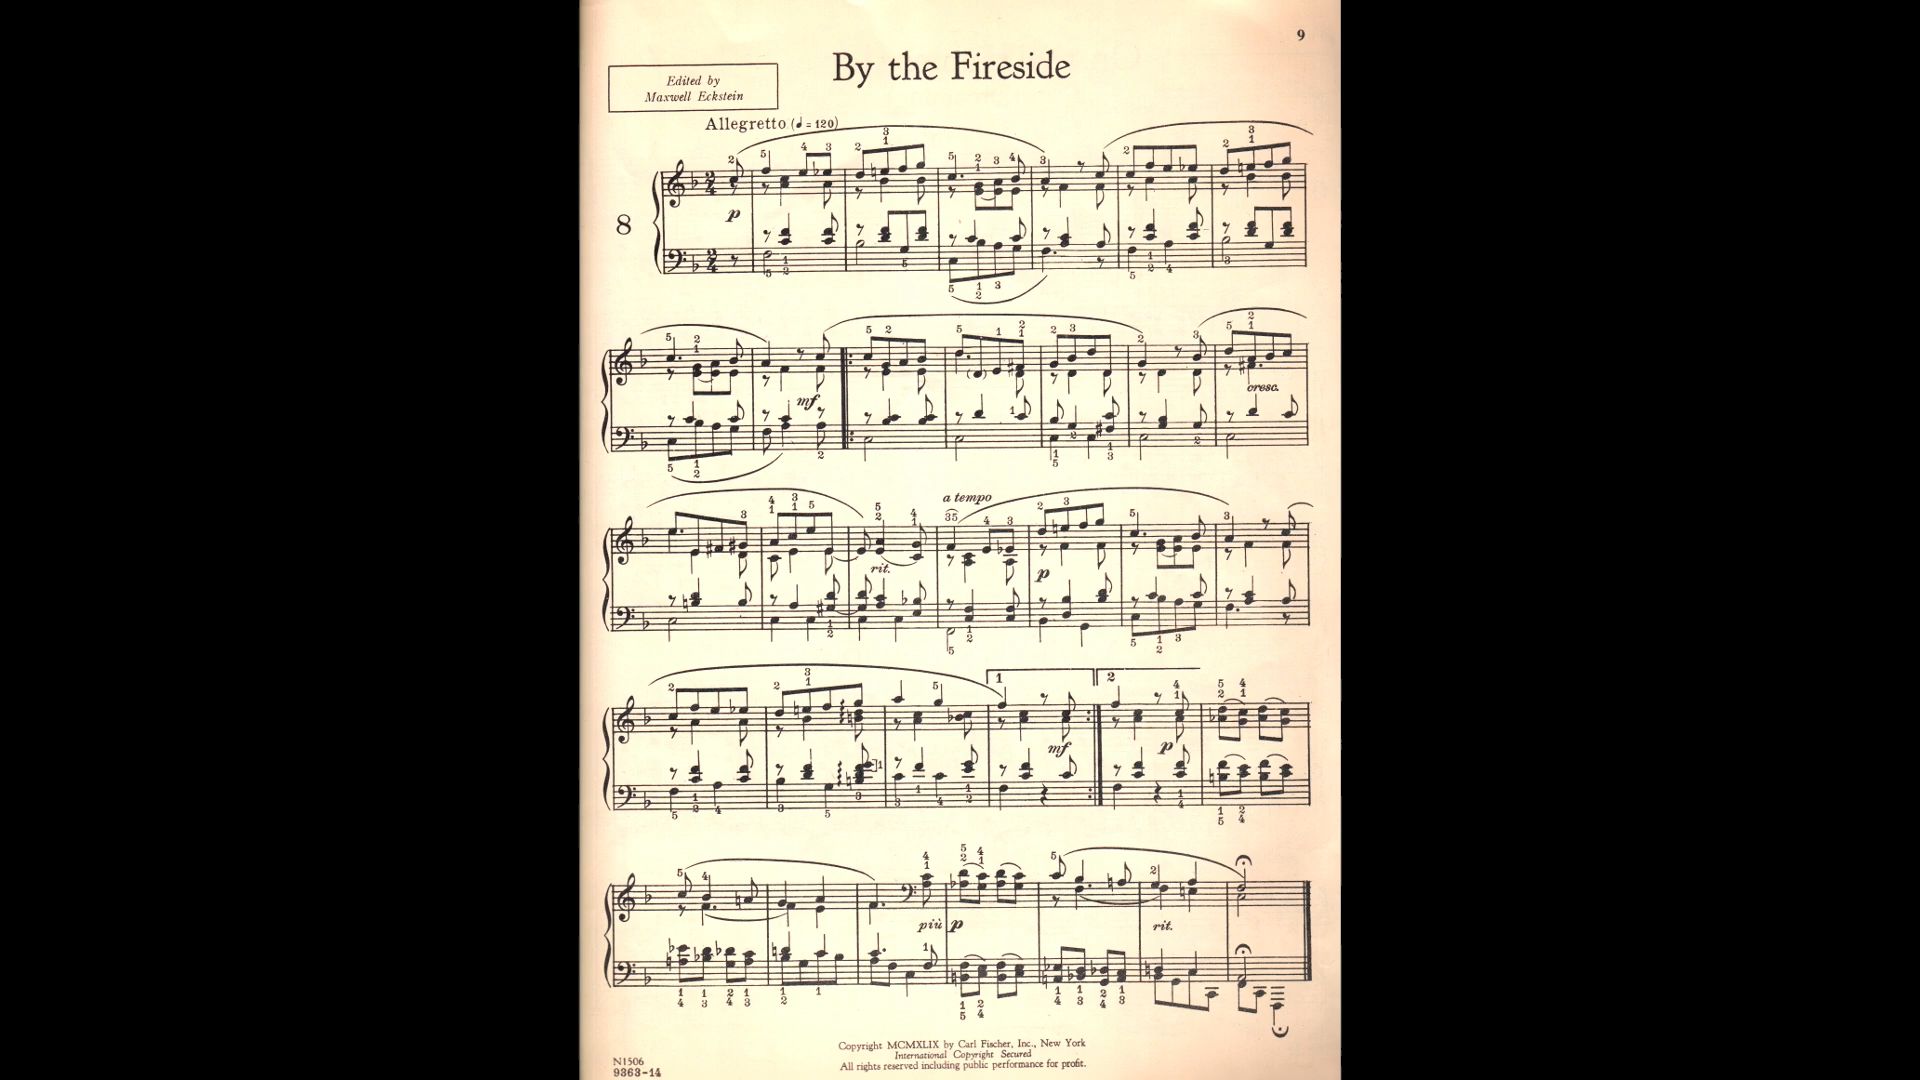 9
By the Fireside
Edited by
Maxwell Eckstein
Allegretto (♩ = 120)
p
8
mf
cresc.
a tempo
rit.
p
1
2
mf
p
più p
rit.
Copyright MCMXLIX by Carl Fischer, Inc., New York
International Copyright Secured
All rights reserved including public performance for profit.
N1506
9363-14